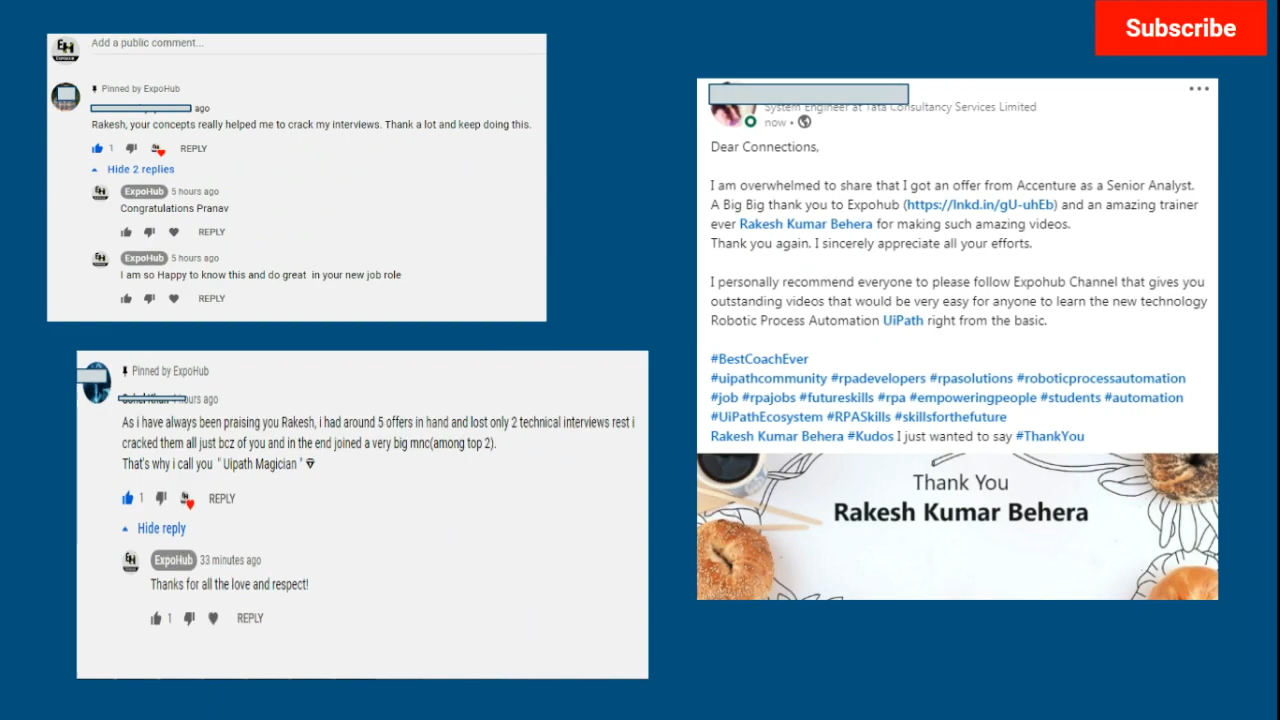 Subscribe
EH
EXPOHUB
Add a public comment...
Pinned by ExpoHub
ago
Rakesh, your concepts really helped me to crack my interviews. Thank a lot and keep doing this.
1 REPLY
Hide 2 replies
ExpoHub 5 hours ago
Congratulations Pranav
REPLY
ExpoHub 5 hours ago
I am so Happy to know this and do great in your new job role
REPLY
Pinned by ExpoHub
hours ago
As i have always been praising you Rakesh, i had around 5 offers in hand and lost only 2 technical interviews rest i
cracked them all just bcz of you and in the end joined a very big mnc(among top 2).
That's why i call you " Uipath Magician "
1 REPLY
Hide reply
ExpoHub 33 minutes ago
Thanks for all the love and respect!
1 REPLY
System Engineer at Tata Consultancy Services Limited
now •
Dear Connections,
I am overwhelmed to share that I got an offer from Accenture as a Senior Analyst.
A Big Big thank you to Expohub (https://lnkd.in/gU-uhEb) and an amazing trainer
ever Rakesh Kumar Behera for making such amazing videos.
Thank you again. I sincerely appreciate all your efforts.
I personally recommend everyone to please follow Expohub Channel that gives you
outstanding videos that would be very easy for anyone to learn the new technology
Robotic Process Automation UiPath right from the basic.
#BestCoachEver
#uipathcommunity #rpadevelopers #rpasolutions #roboticprocessautomation
#job #rpajobs #futureskills #rpa #empoweringpeople #students #automation
#UiPathEcosystem #RPASkills #skillsforthefuture
Rakesh Kumar Behera #Kudos I just wanted to say #ThankYou
Thank You
Rakesh Kumar Behera